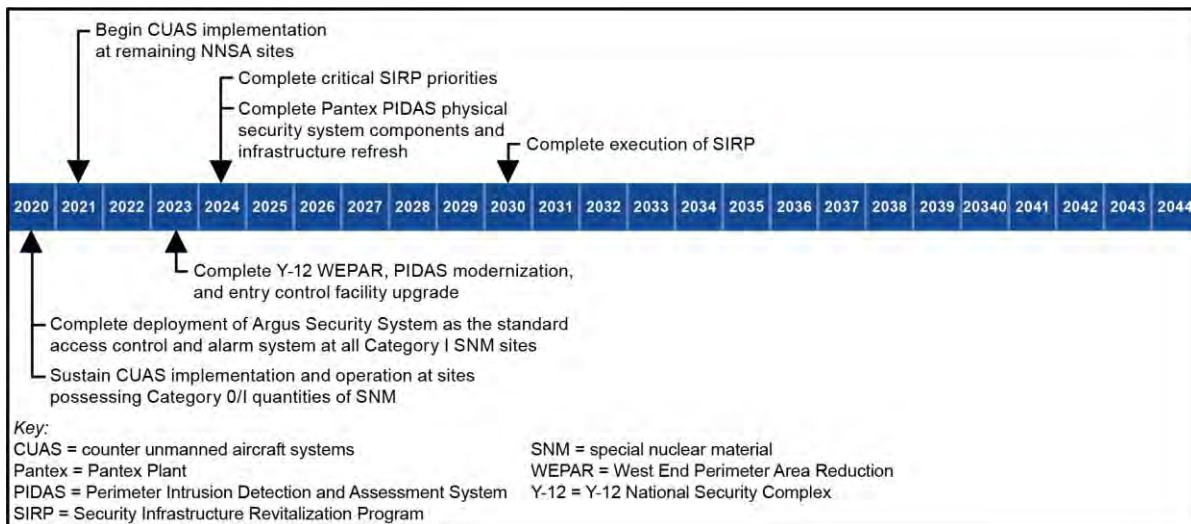 Begin CUAS implementation
at remaining NNSA sites
Complete critical SIRP priorities
Complete Pantex PIDAS physical
security system components and
infrastructure refresh
Complete execution of SIRP
2020 2021 2022 2023 2024 2025 2026 2027 2028 2029 2030 2031 2032 2033 2034 2035 2036 2037 2038 2039 20340 2041 2042 2043 2044
Complete Y-12 WEPAR, PIDAS modernization,
and entry control facility upgrade
Complete deployment of Argus Security System as the standard
access control and alarm system at all Category I SNM sites
Sustain CUAS implementation and operation at sites
possessing Category 0/I quantities of SNM
Key:
CUAS = counter unmanned aircraft systems
Pantex = Pantex Plant
PIDAS = Perimeter Intrusion Detection and Assessment System
SIRP = Security Infrastructure Revitalization Program
SNM = special nuclear material
WEPAR = West End Perimeter Area Reduction
Y-12 = Y-12 National Security Complex